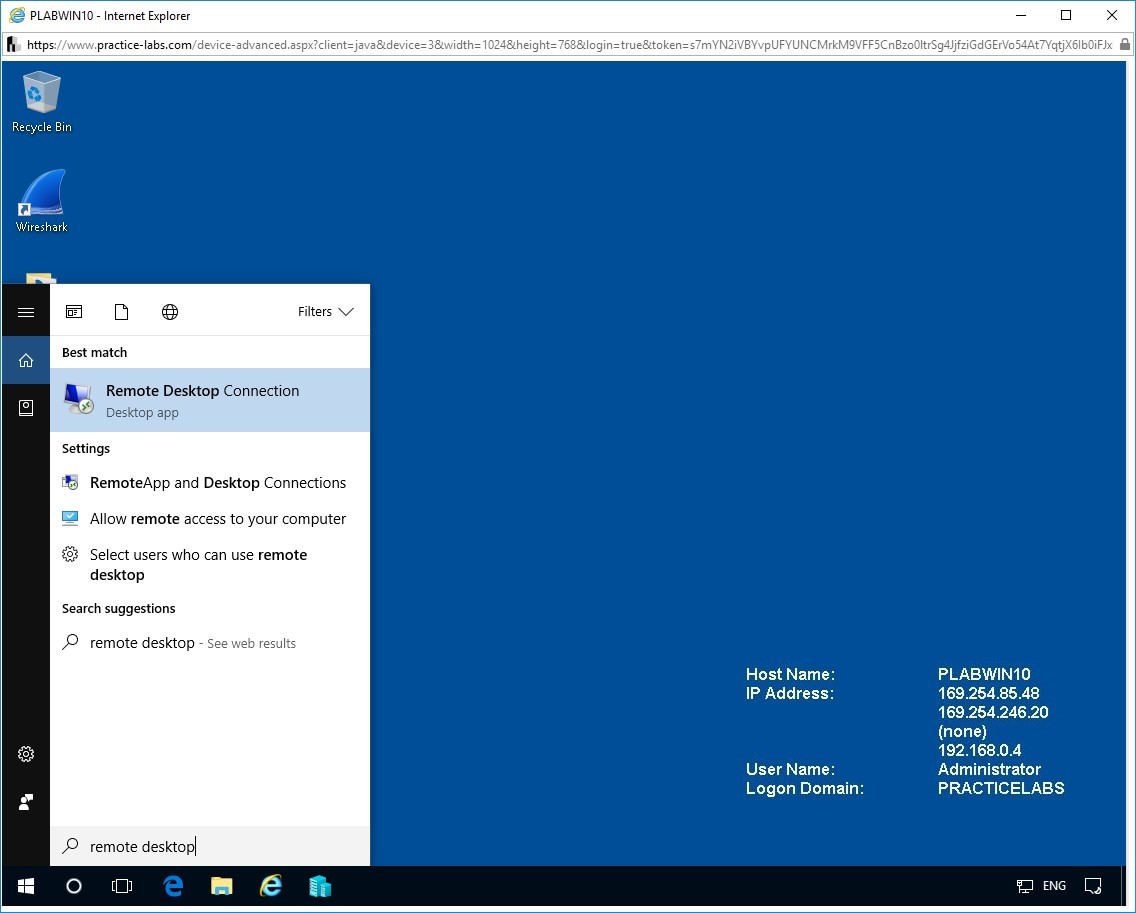 PLABWIN10 - Internet Explorer
https://www.practice-labs.com/device-advanced.aspx?client=java&device=3&width=1024&height=768&login=true&token=
Recycle Bin
Wireshark
Filters
Best match
Remote Desktop Connection
Desktop app
Settings
RemoteApp and Desktop Connections
Allow remote access to your computer
Select users who can use remote
desktop
Search suggestions
remote desktop - See web results
Host Name: PLABWIN10
IP Address: 169.254.85.48
169.254.246.20
(none)
192.168.0.4
User Name: Administrator
Logon Domain: PRACTICELABS
remote desktop
ENG